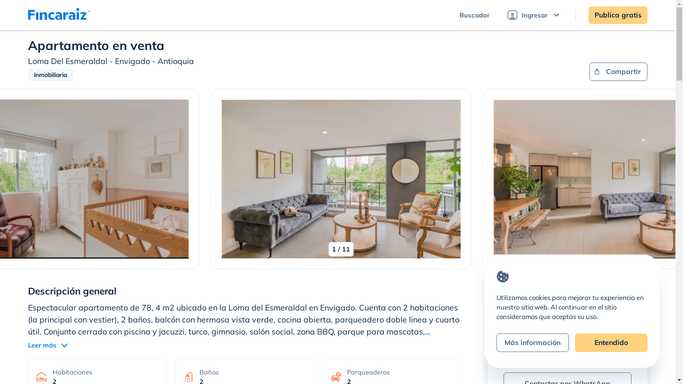 Fincaraiz
Buscador
Ingresar
Publica gratis
Apartamento en venta
Loma Del Esmeraldal - Envigado - Antioquia
Inmobiliaria
Compartir
1 / 11
Descripción general
Espectacular apartamento de 78, 4 m2 ubicado en la Loma del Esmeraldal en Envigado. Cuenta con 2 habitaciones
(la principal con vestier), 2 baños, balcón con hermosa vista verde, cocina abierta, parqueadero doble linea y cuarto
útil. Conjunto cerrado con piscina y jacuzzi, turco, gimnasio, salón social, zona BBQ, parque para mascotas,...
Leer más
Habitaciones
2
Baños
2
Parqueaderos
2
Utilizamos cookies para mejorar tu experiencia en
nuestro sitio web. Al continuar en el sitio
consideramos que aceptas su uso.
Más información
Entendido
Contactar por WhatsApp